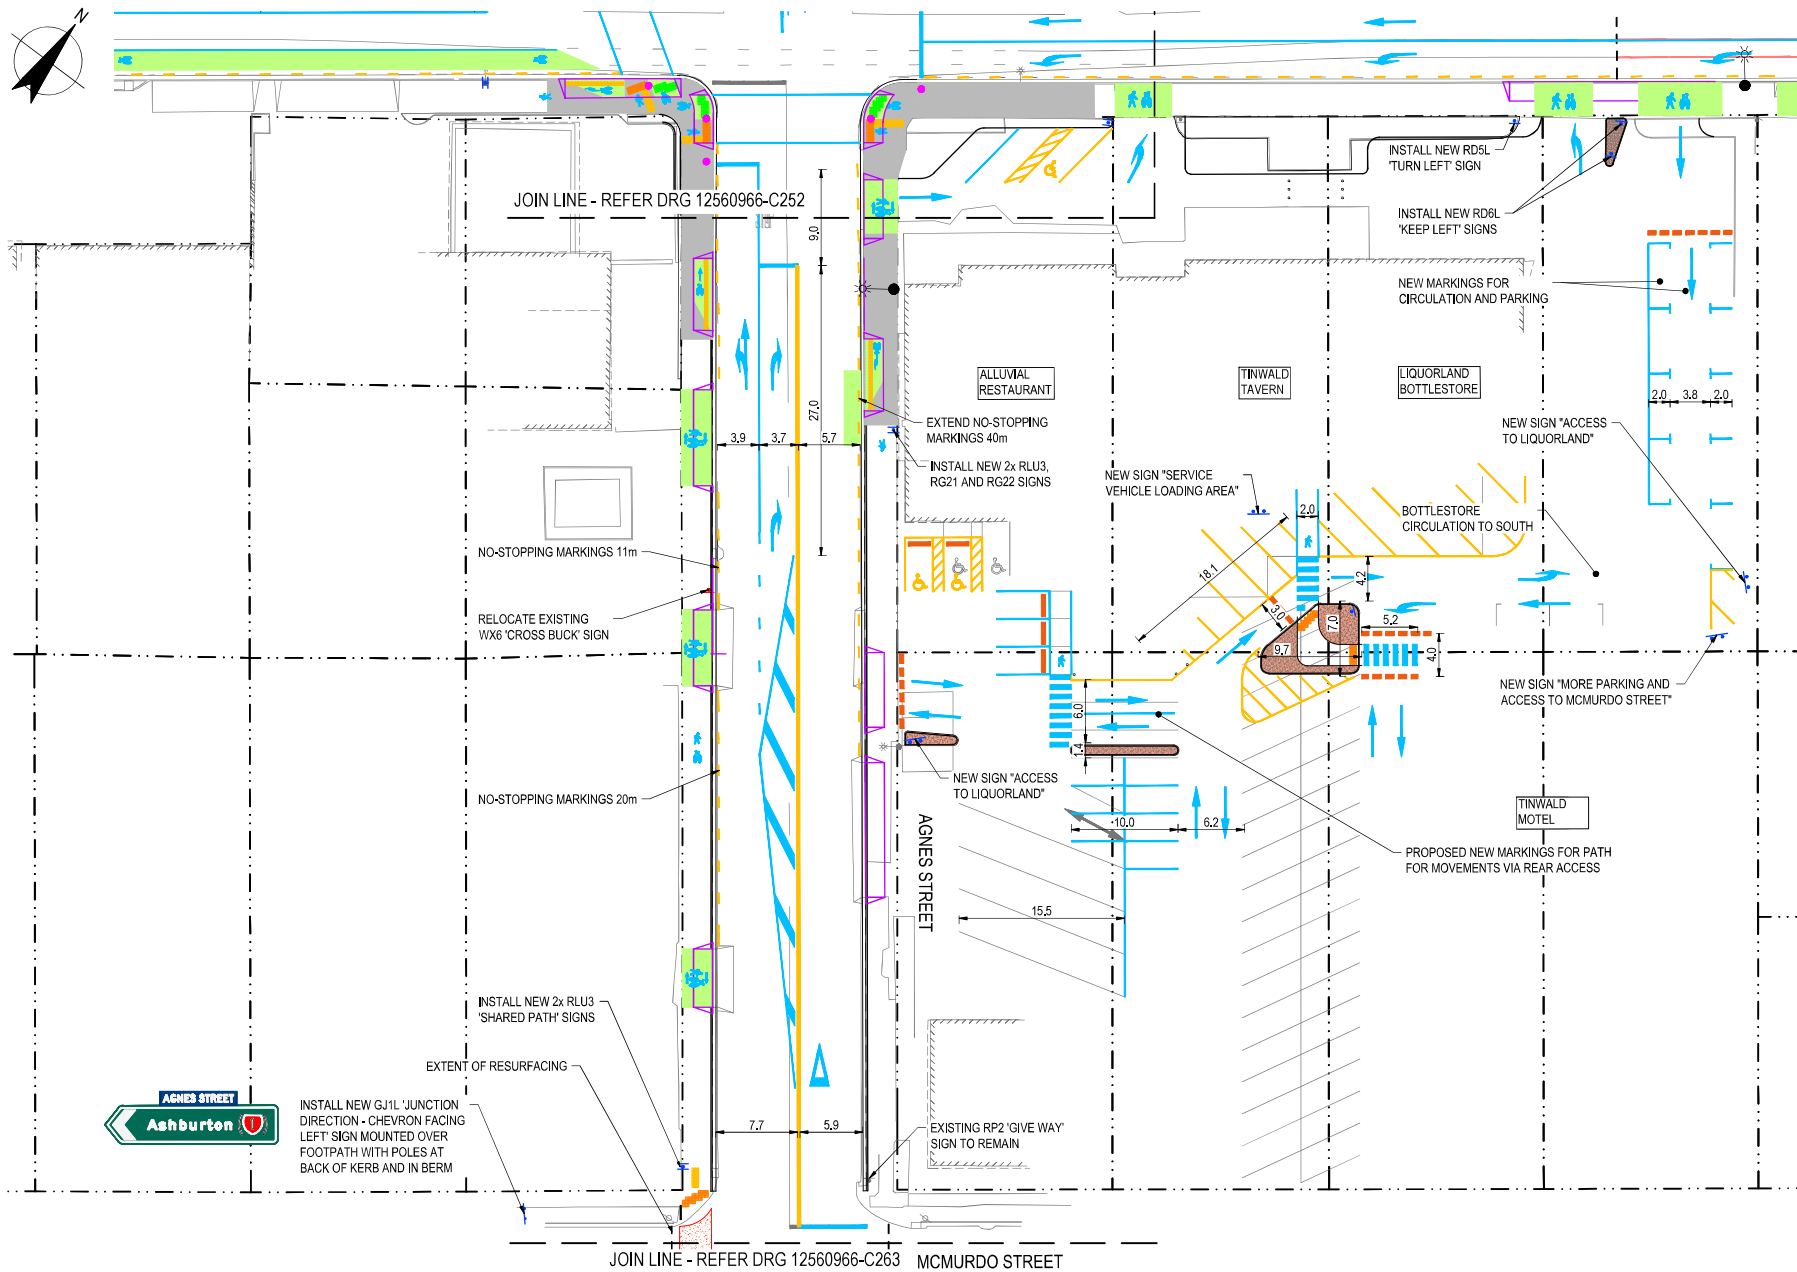 N
JOIN LINE - REFER DRG 12560966-C252
INSTALL NEW RD5L
'TURN LEFT' SIGN
INSTALL NEW RD6L
'KEEP LEFT' SIGNS
NEW MARKINGS FOR
CIRCULATION AND PARKING
9.0
27.0
ALLUVIAL
RESTAURANT
TINWALD
TAVERN
LIQUORLAND
BOTTLESTORE
2.0
3.8
2.0
EXTEND NO-STOPPING
MARKINGS 40m
3.9
3.7
5.7
INSTALL NEW 2x RLU3,
RG21 AND RG22 SIGNS
NEW SIGN "SERVICE
VEHICLE LOADING AREA"
NEW SIGN "ACCESS
TO LIQUORLAND"
2.0
BOTTLESTORE
CIRCULATION TO SOUTH
NO-STOPPING MARKINGS 11m
18.1
4.2
3.0
7.0
5.2
RELOCATE EXISTING
WX6 'CROSS BUCK' SIGN
9.7
4.0
NEW SIGN "MORE PARKING AND
ACCESS TO MCMURDO STREET"
6.0
1.4
NEW SIGN "ACCESS
TO LIQUORLAND"
NO-STOPPING MARKINGS 20m
TINWALD
MOTEL
10.0
6.2
AGNES STREET
PROPOSED NEW MARKINGS FOR PATH
FOR MOVEMENTS VIA REAR ACCESS
15.5
INSTALL NEW 2x RLU3
'SHARED PATH' SIGNS
EXTENT OF RESURFACING
AGNES STREET
Ashburton
1
INSTALL NEW GJ1L 'JUNCTION
DIRECTION - CHEVRON FACING
LEFT' SIGN MOUNTED OVER
FOOTPATH WITH POLES AT
BACK OF KERB AND IN BERM
7.7
5.9
EXISTING RP2 'GIVE WAY'
SIGN TO REMAIN
JOIN LINE - REFER DRG 12560966-C263
MCMURDO STREET